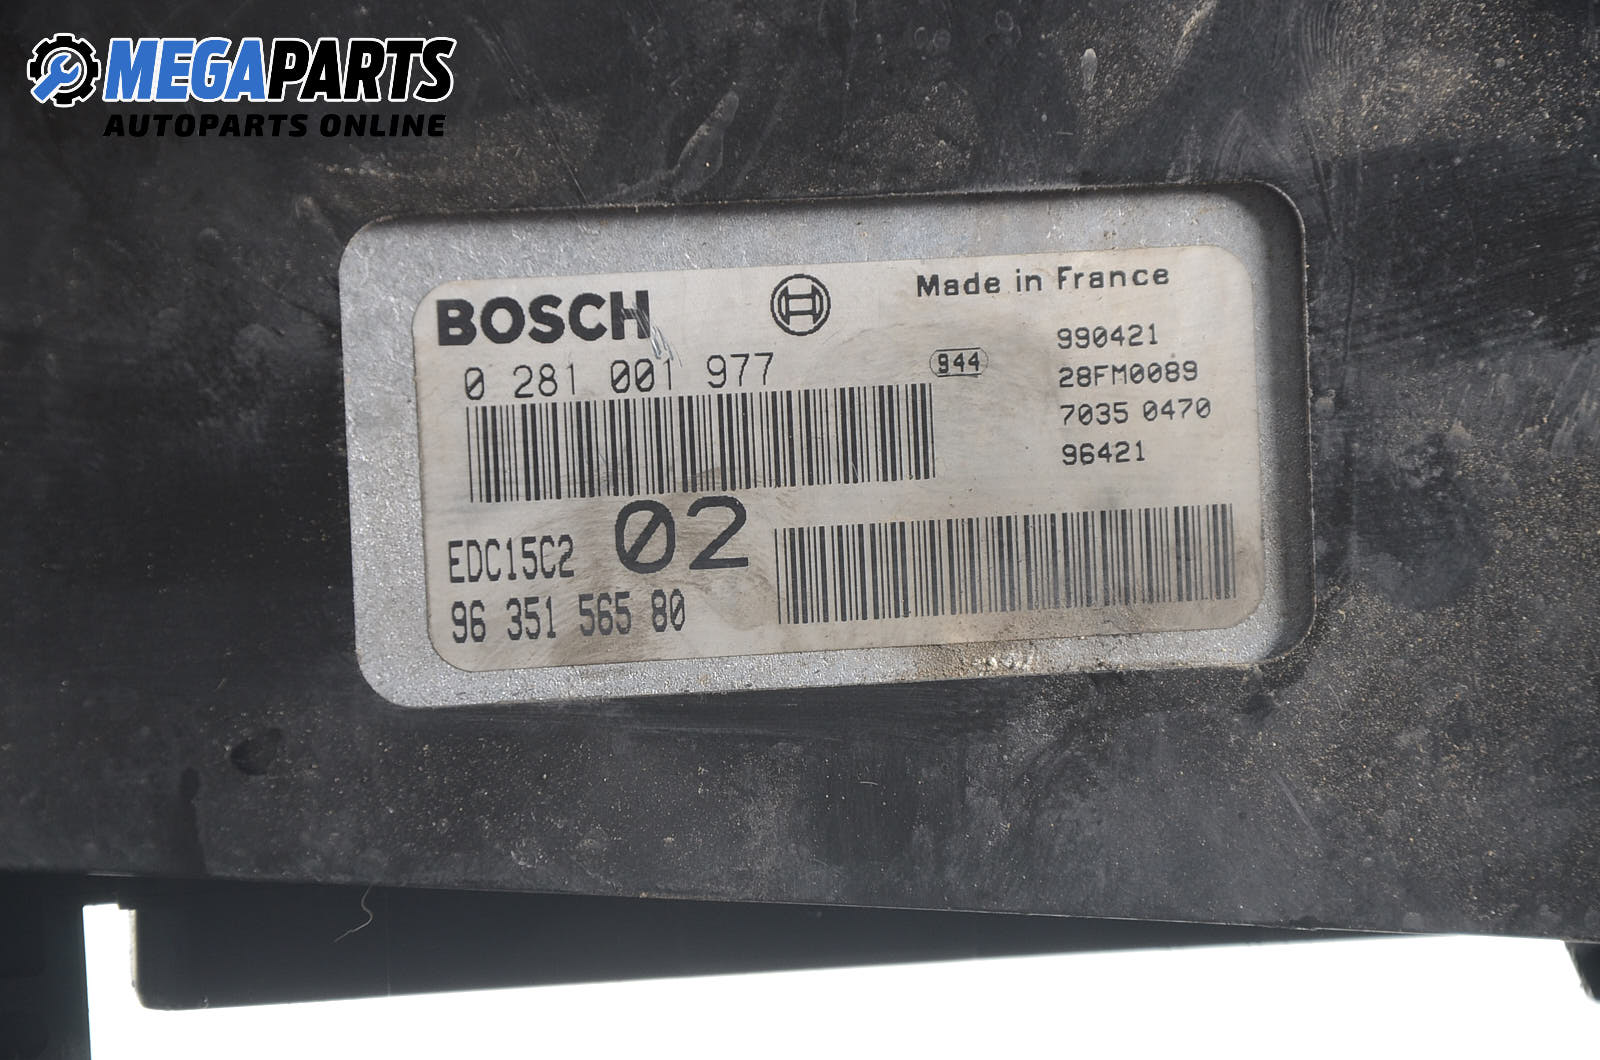 MEGAPARTS
AUTOPARTS ONLINE
BOSCH
Made in France
0 281 001 977
944
990421
28FM0089
7035 0470
96421
EDC15C2 02
96 351 565 80